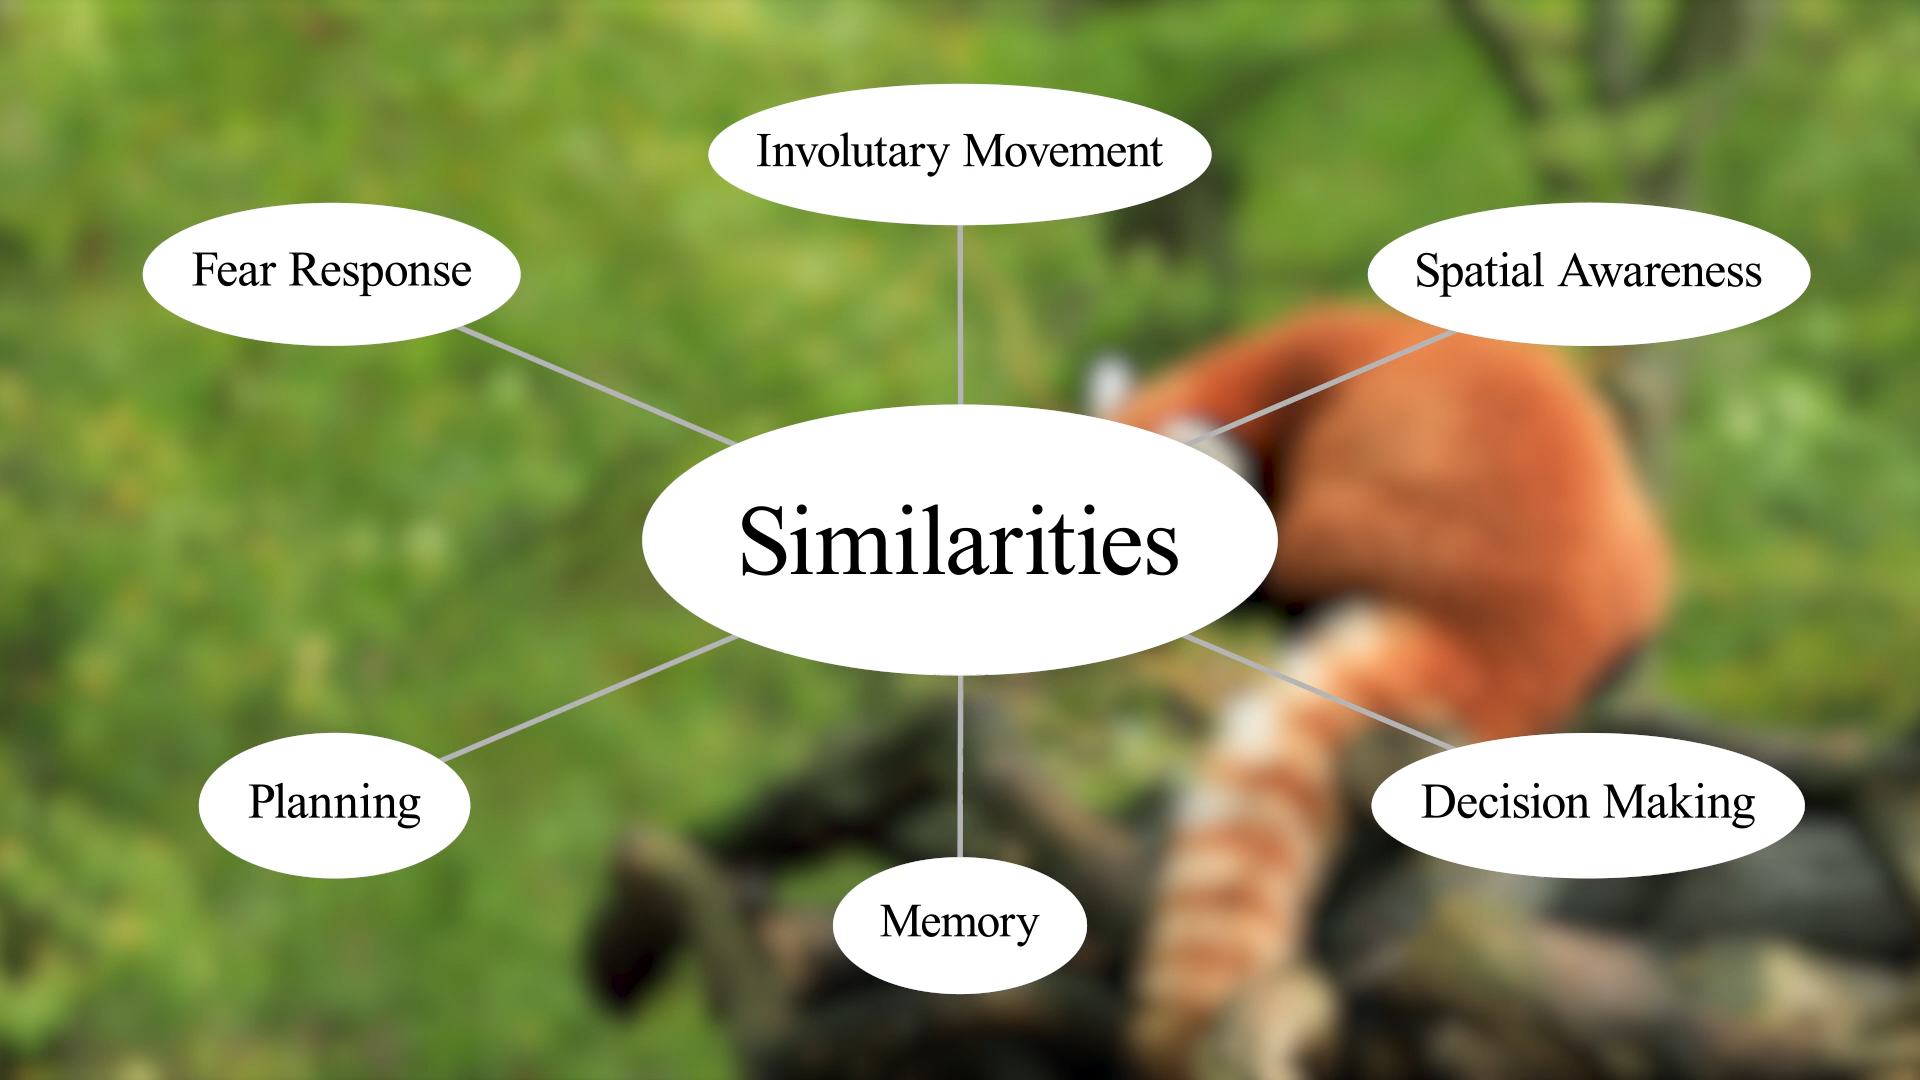 Involutary Movement
Fear Response
Spatial Awareness
Similarities
Planning
Decision Making
Memory